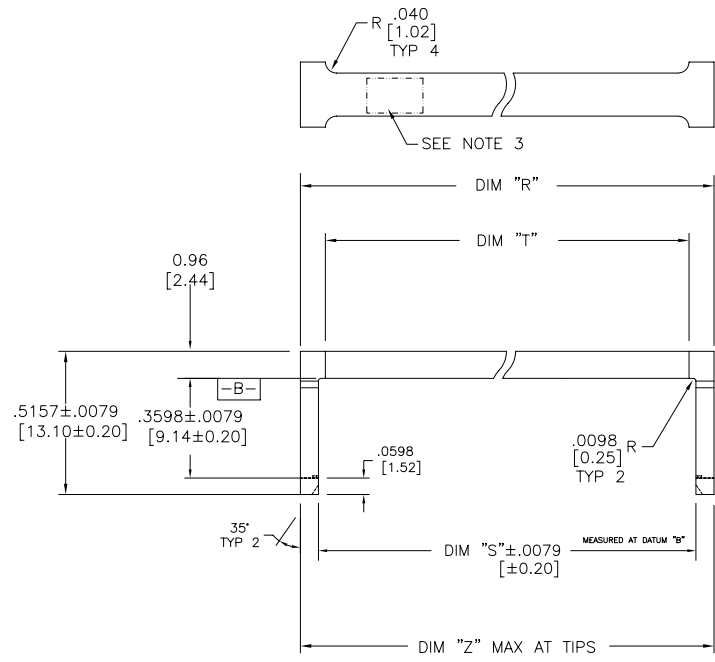 R .040
[1.02]
TYP 4
SEE NOTE 3
DIM "R"
DIM "T"
0.96
[2.44]
-B-
.5157±.0079
[13.10±0.20]
.3598±.0079
[9.14±0.20]
.0598
[1.52]
.0098 R
[0.25]
TYP 2
35°
TYP 2
DIM "S"±.0079
[±0.20]
MEASURED AT DATUM "B"
DIM "Z" MAX AT TIPS